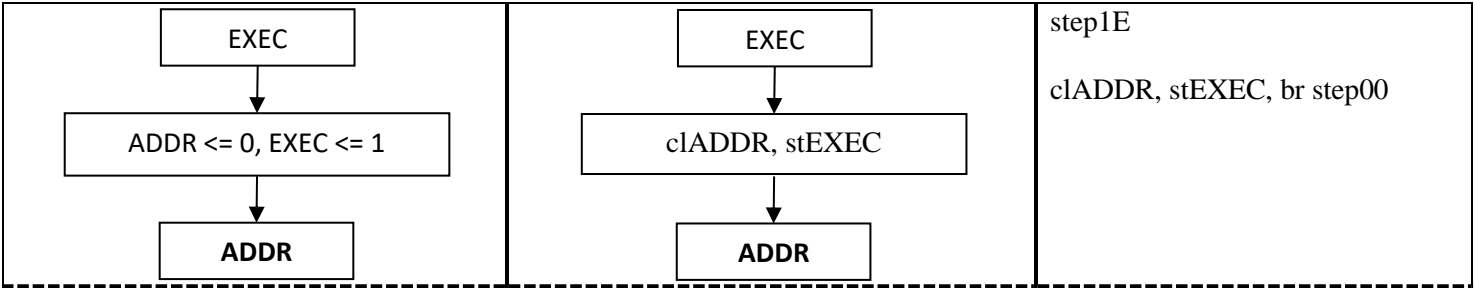 EXEC
ADDR <= 0, EXEC <= 1
ADDR
EXEC
clADDR, stEXEC
ADDR
step1E
clADDR, stEXEC, br step00